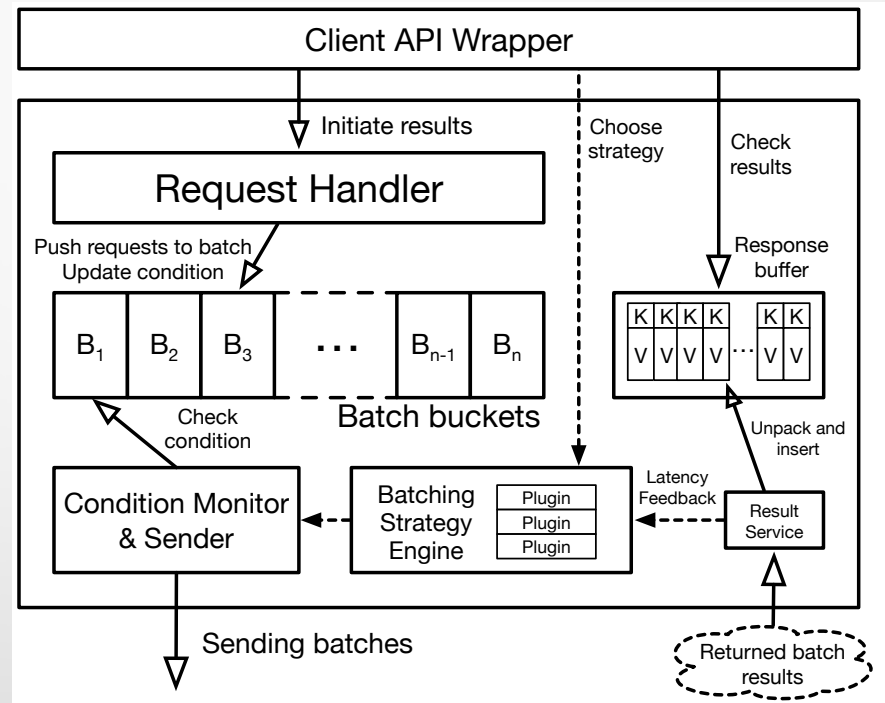 Client API Wrapper
Initiate results
Choose
strategy
Check
results
Request Handler
Push requests to batch
Update condition
Response
buffer
B1 B2 B3 ... Bn-1 Bn
K K K K K K
V V V V ... V V
Batch buckets
Check
condition
Unpack and
insert
Condition Monitor
& Sender
Batching
Strategy
Engine
Plugin
Plugin
Plugin
Latency
Feedback
Result
Service
Sending batches
Returned batch
results